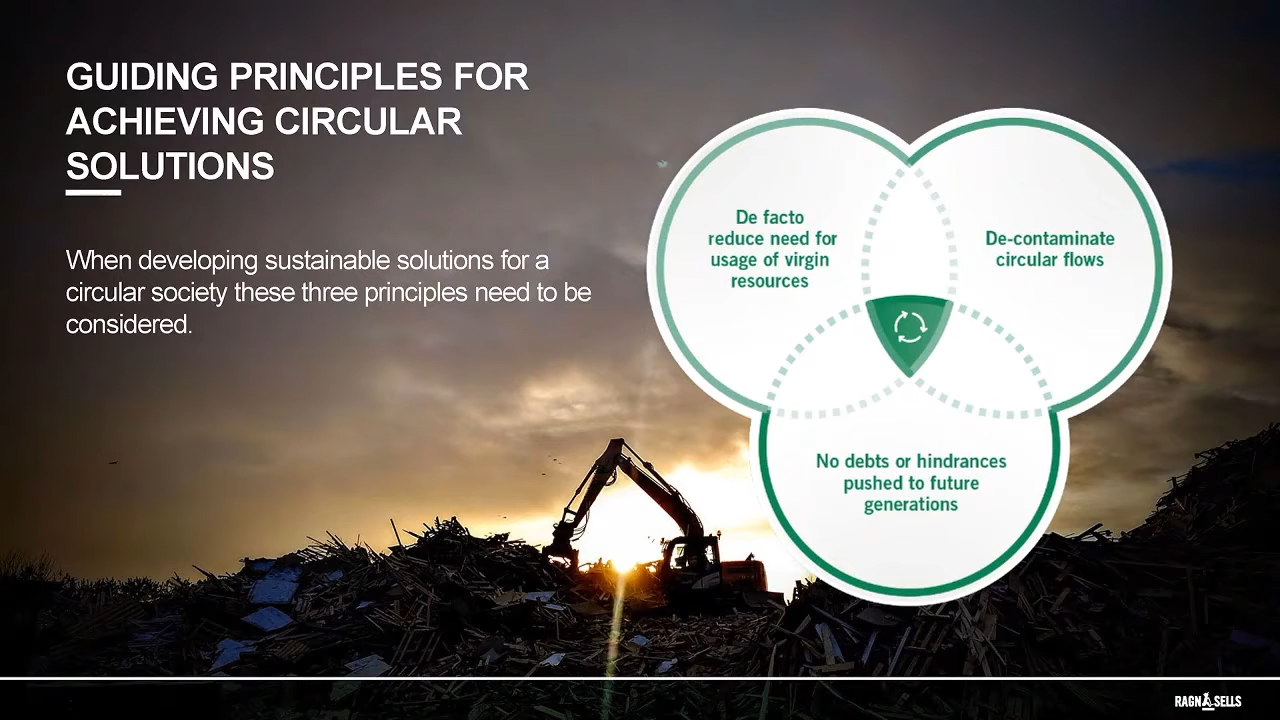 GUIDING PRINCIPLES FOR
ACHIEVING CIRCULAR
SOLUTIONS
When developing sustainable solutions for a
circular society these three principles need to be
considered.
De facto
reduce need for
usage of virgin
resources
De-contaminate
circular flows
No debts or hindrances
pushed to future
generations
RAGN SELLS